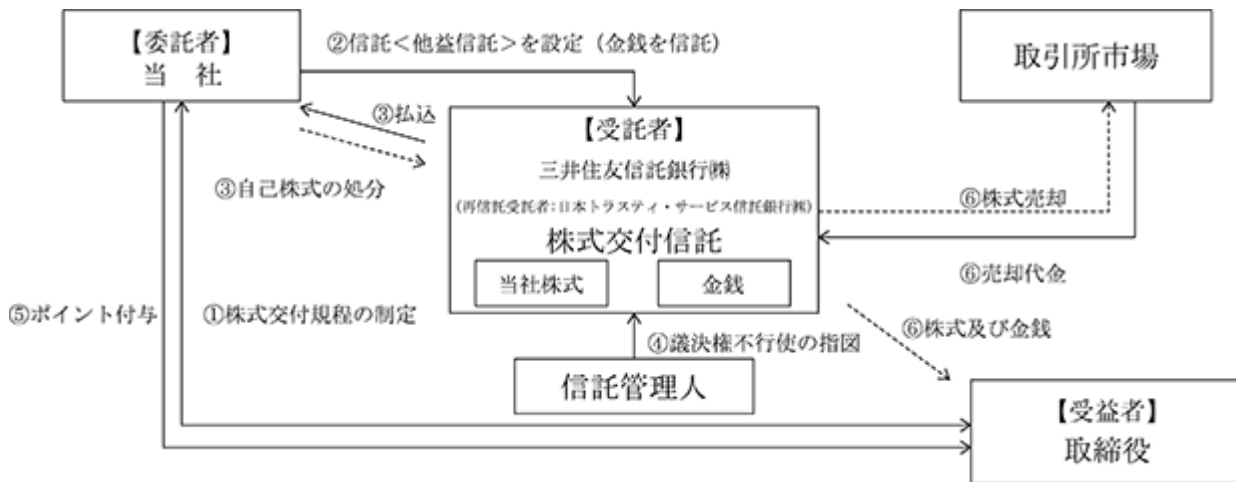 【委託者】
当 社
②信託<他益信託>を設定(金銭を信託)
取引所市場
③払込
③自己株式の処分
【受託者】
三井住友信託銀行㈱
(再信託受託者:日本トラスティ・サービス信託銀行㈱)
株式交付信託
当社株式
金銭
⑥株式売却
⑥売却代金
⑤ポイント付与
①株式交付規程の制定
④議決権不行使の指図
⑥株式及び金銭
信託管理人
【受益者】
取締役